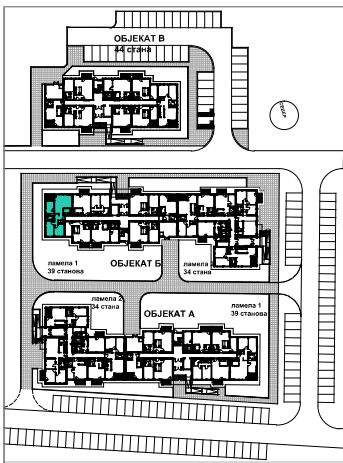 ОБЈЕКАТ В
44 стана
СЕВЕР
ламела 1
39 станова
ОБЈЕКАТ Б
ламела 2
34 стана
ламела 2
34 стана
ОБЈЕКАТ А
ламела 1
39 станова